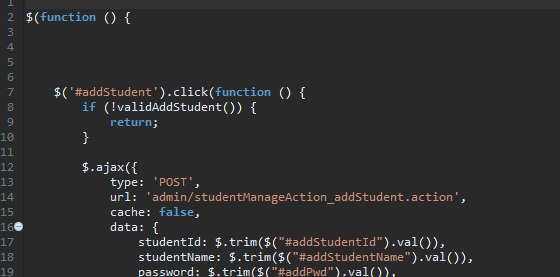 1
2 $(function () {
3
4
5
6
7 $('#addStudent').click(function () {
8 if (!validAddStudent()) {
9 return;
10 }
11
12 $.ajax({
13 type: 'POST',
14 url: 'admin/studentManageAction_addStudent.action',
15 cache: false,
16 data: {
17 studentId: $.trim($("#addStudentId").val()),
18 studentName: $.trim($("#addStudentName").val()),
19 password: $.trim($("#addPwd").val()),